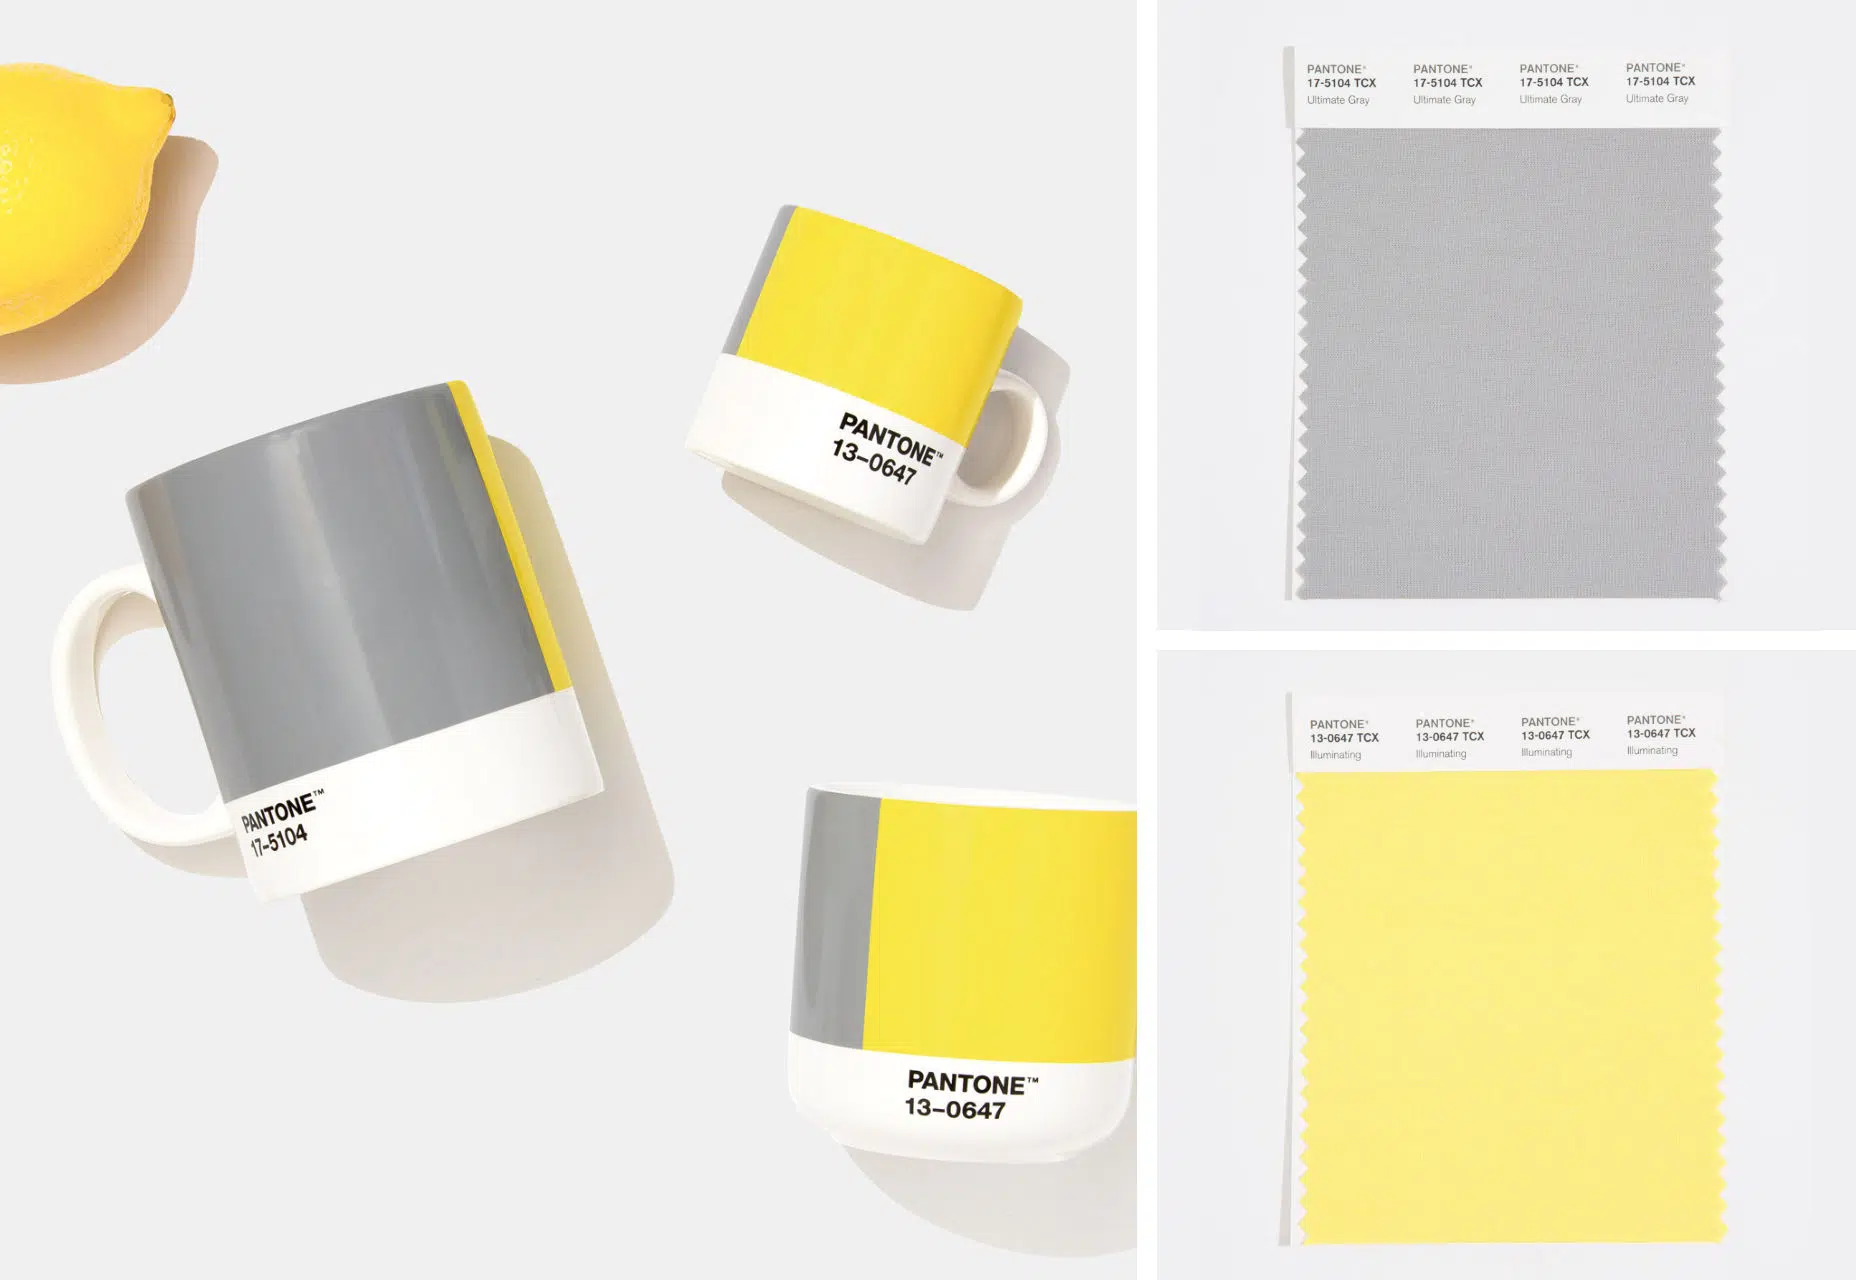 PANTONE™
13–0647
PANTONE™
17–5104
PANTONE™
13–0647
PANTONE® PANTONE® PANTONE® PANTONE®
17-5104 TCX 17-5104 TCX 17-5104 TCX 17-5104 TCX
Ultimate Gray Ultimate Gray Ultimate Gray Ultimate Gray
PANTONE® PANTONE® PANTONE® PANTONE®
13-0647 TCX 13-0647 TCX 13-0647 TCX 13-0647 TCX
Illuminating Illuminating Illuminating Illuminating